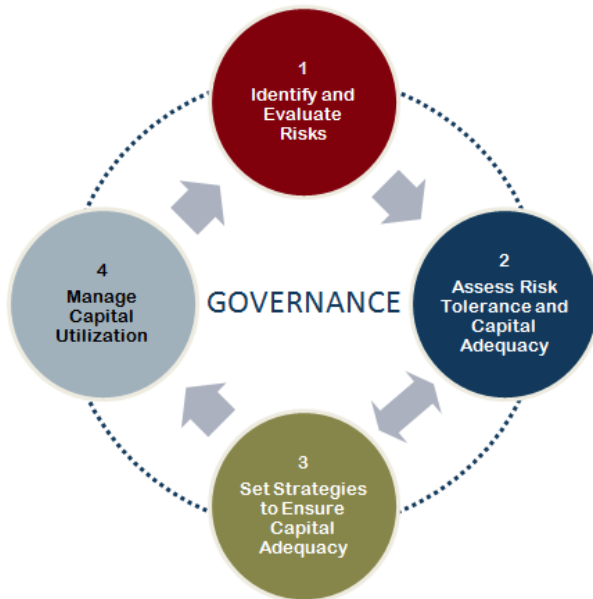 1
Identify and
Evaluate
Risks
2
Assess Risk
Tolerance and
Capital
Adequacy
GOVERNANCE
4
Manage
Capital
Utilization
3
Set Strategies
to Ensure
Capital
Adequacy